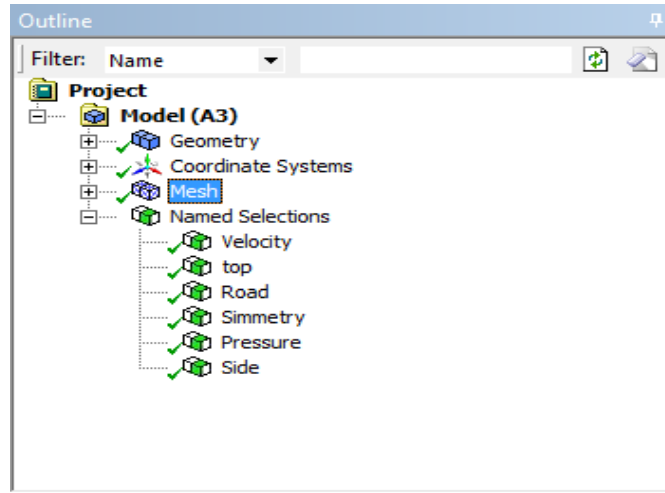 Outline
Filter: Name
Project
Model (A3)
Geometry
Coordinate Systems
Mesh
Named Selections
Velocity
top
Road
Simmetry
Pressure
Side